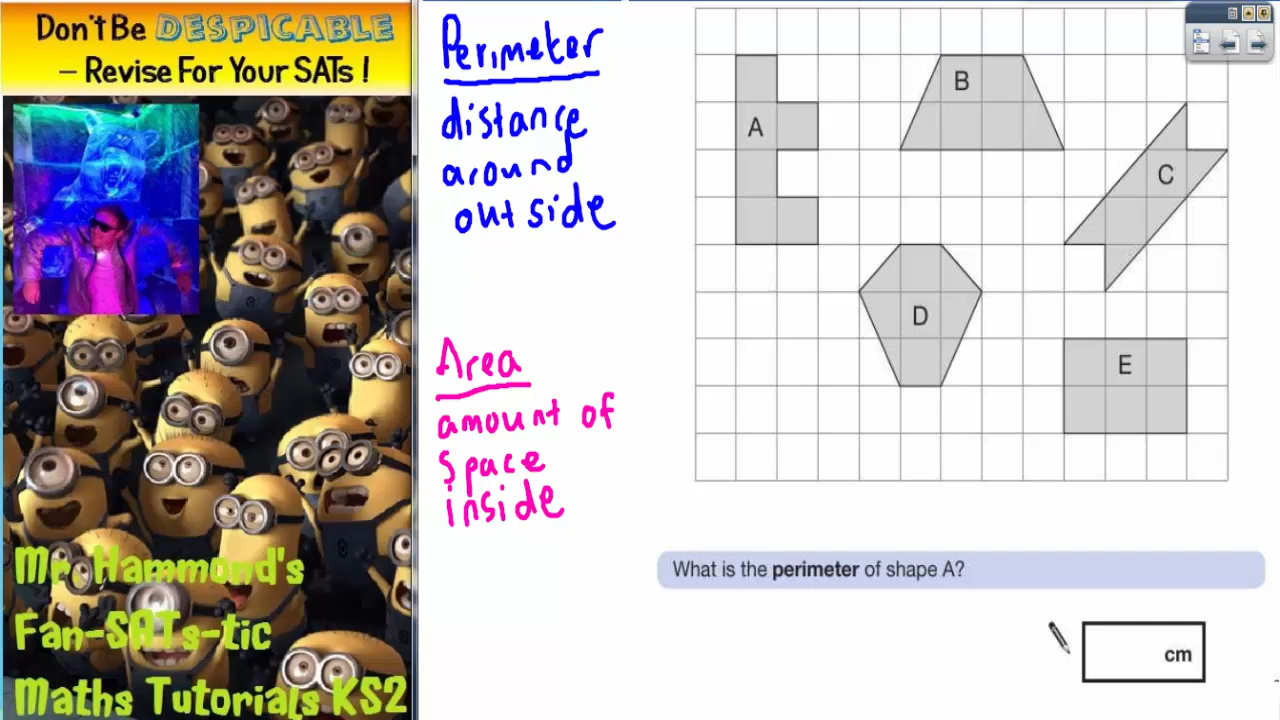 Don't Be DESPICABLE
– Revise For Your SATs !
Mr. Hammond's
Fan-SATs-tic
Maths Tutorials KS2
Perimeter
distance
around
outside
Area
amount of
space
inside
A
B
C
D
E
What is the perimeter of shape A?
cm